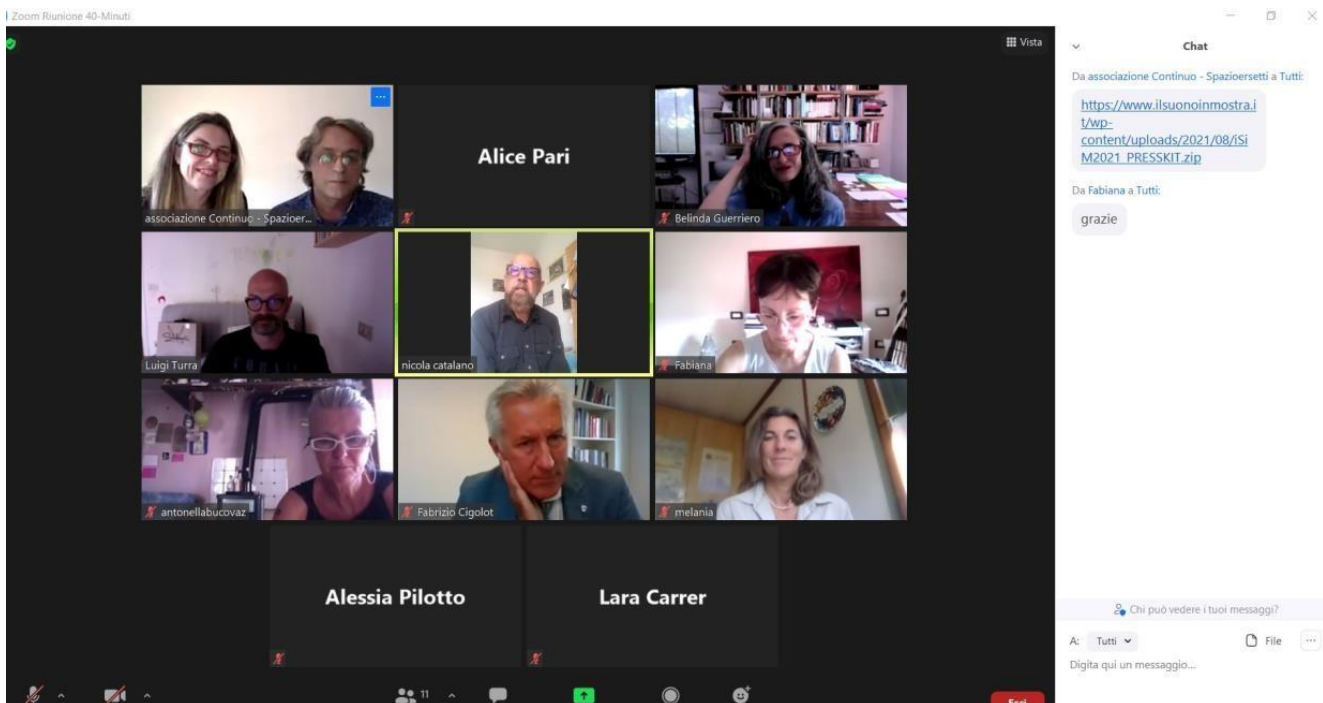 Zoom Riunione 40-Minuti
Vista
Chat
Da associazione Continuo - Spazioersetti a Tutti:
https://www.ilsuonoinmostra.i
t/wp-
content/uploads/2021/08/iSi
M2021_PRESSKIT.zip
Da Fabiana a Tutti:
grazie
associazione Continuo - Spazioer...
Alice Pari
Belinda Guerriero
Luigi Turra
nicola catalano
Fabiana
antonellabucovaz
Fabrizio Cigolot
melania
Alessia Pilotto
Lara Carrer
Chi può vedere i tuoi messaggi?
A: Tutti
File
Digita qui un messaggio...
11
Esci